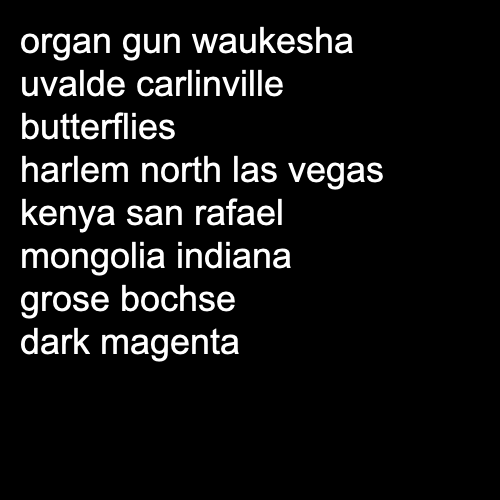 organ gun waukesha
uvalde carlinville
butterflies
harlem north las vegas
kenya san rafael
mongolia indiana
grose bochse
dark magenta